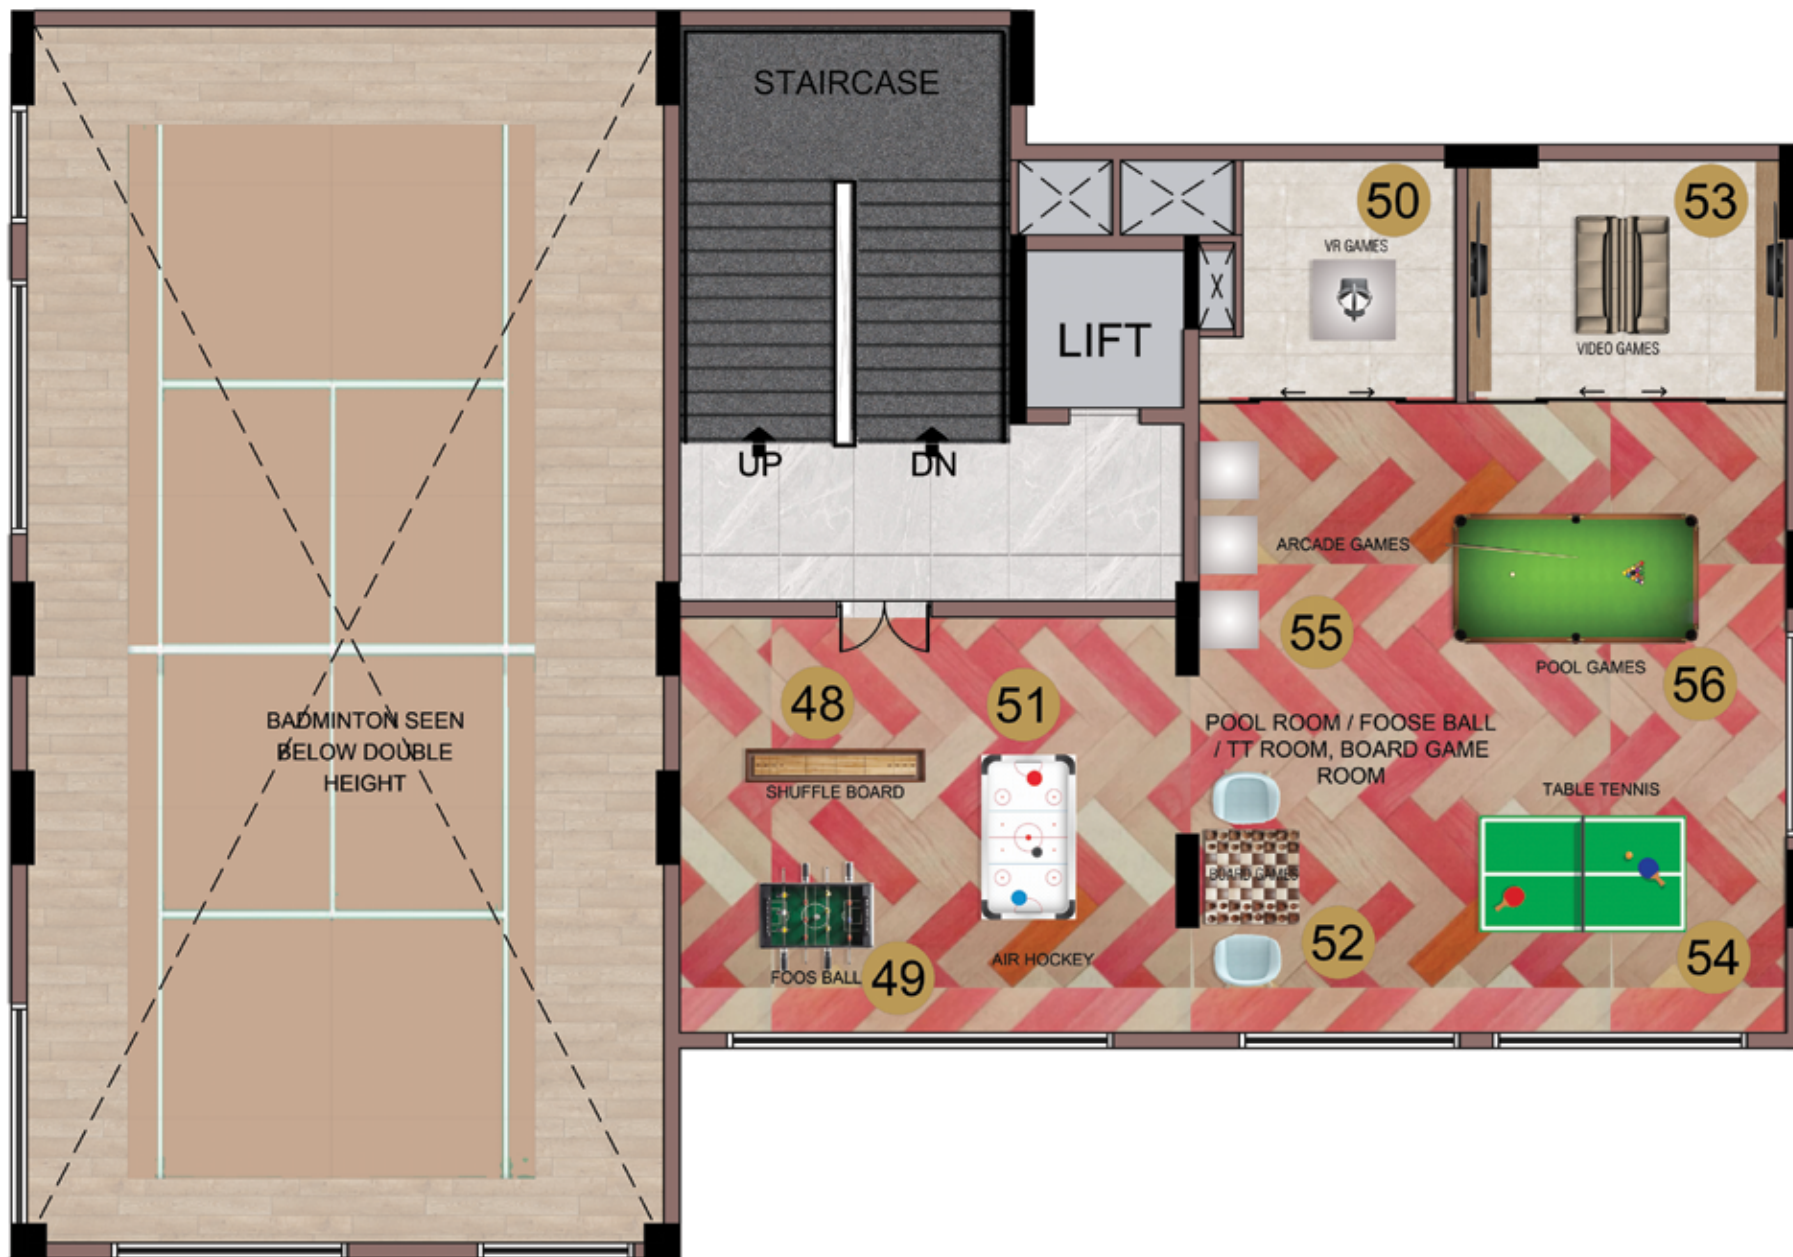 STAIRCASE
50
53
VR GAMES
LIFT
VIDEO GAMES
UP
DN
ARCADE GAMES
55
POOL GAMES
56
48
51
BADMINTON SEEN
BELOW DOUBLE
HEIGHT
POOL ROOM / FOOSE BALL
/ TT ROOM, BOARD GAME
ROOM
SHUFFLE BOARD
TABLE TENNIS
BOARD GAMES
52
54
AIR HOCKEY
FOOS BALL
49